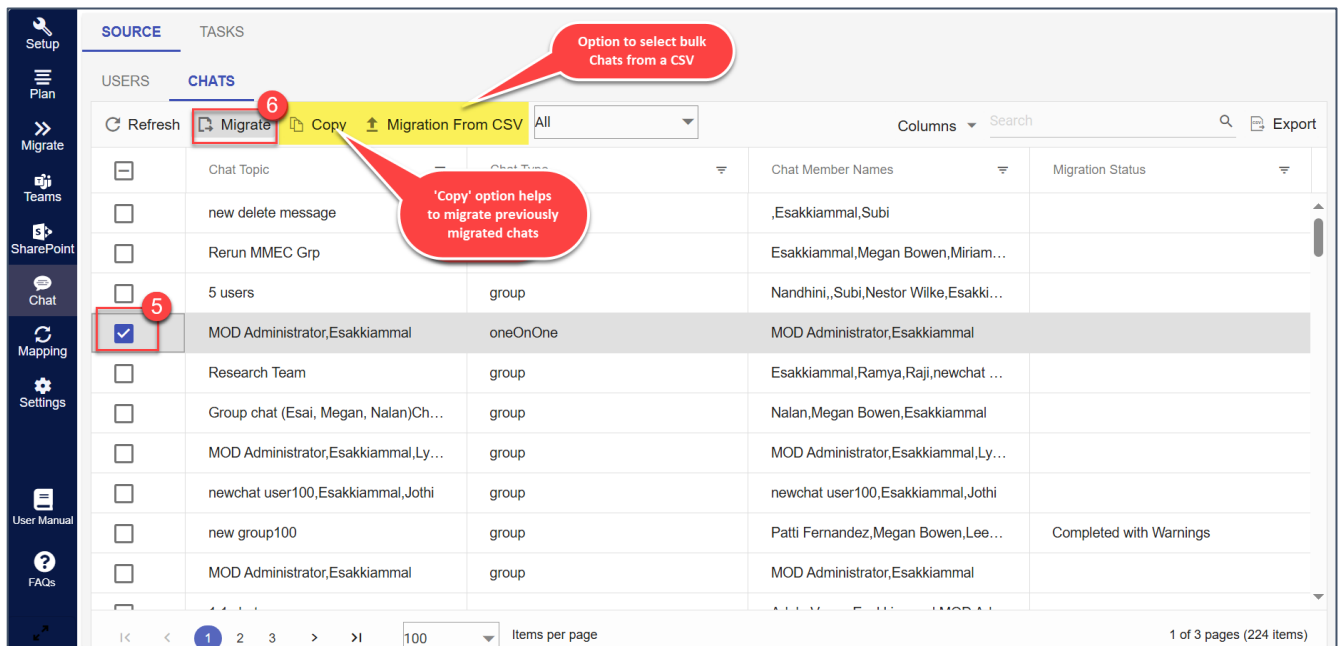 Setup
Plan
Migrate
Teams
SharePoint
Chat
Mapping
Settings
User Manual
FAQs
SOURCE TASKS
Option to select bulk
Chats from a CSV
USERS CHATS
6
Refresh Migrate Copy Migration From CSV All Columns Search Export
Chat Topic Chat Type Chat Member Names Migration Status
'Copy' option helps
to migrate previously
migrated chats
new delete message ,Esakkiammal,Subi
Rerun MMEC Grp Esakkiammal,Megan Bowen,Miriam…
5 users group Nandhini,,Subi,Nestor Wilke,Esakki…
5
MOD Administrator,Esakkiammal oneOnOne MOD Administrator,Esakkiammal
Research Team group Esakkiammal,Ramya,Raji,newchat …
Group chat (Esai, Megan, Nalan)Ch… group Nalan,Megan Bowen,Esakkiammal
MOD Administrator,Esakkiammal,Ly… group MOD Administrator,Esakkiammal,Ly…
newchat user100,Esakkiammal,Jothi group newchat user100,Esakkiammal,Jothi
new group100 group Patti Fernandez,Megan Bowen,Lee… Completed with Warnings
MOD Administrator,Esakkiammal group MOD Administrator,Esakkiammal
1 2 3 100 Items per page 1 of 3 pages (224 items)